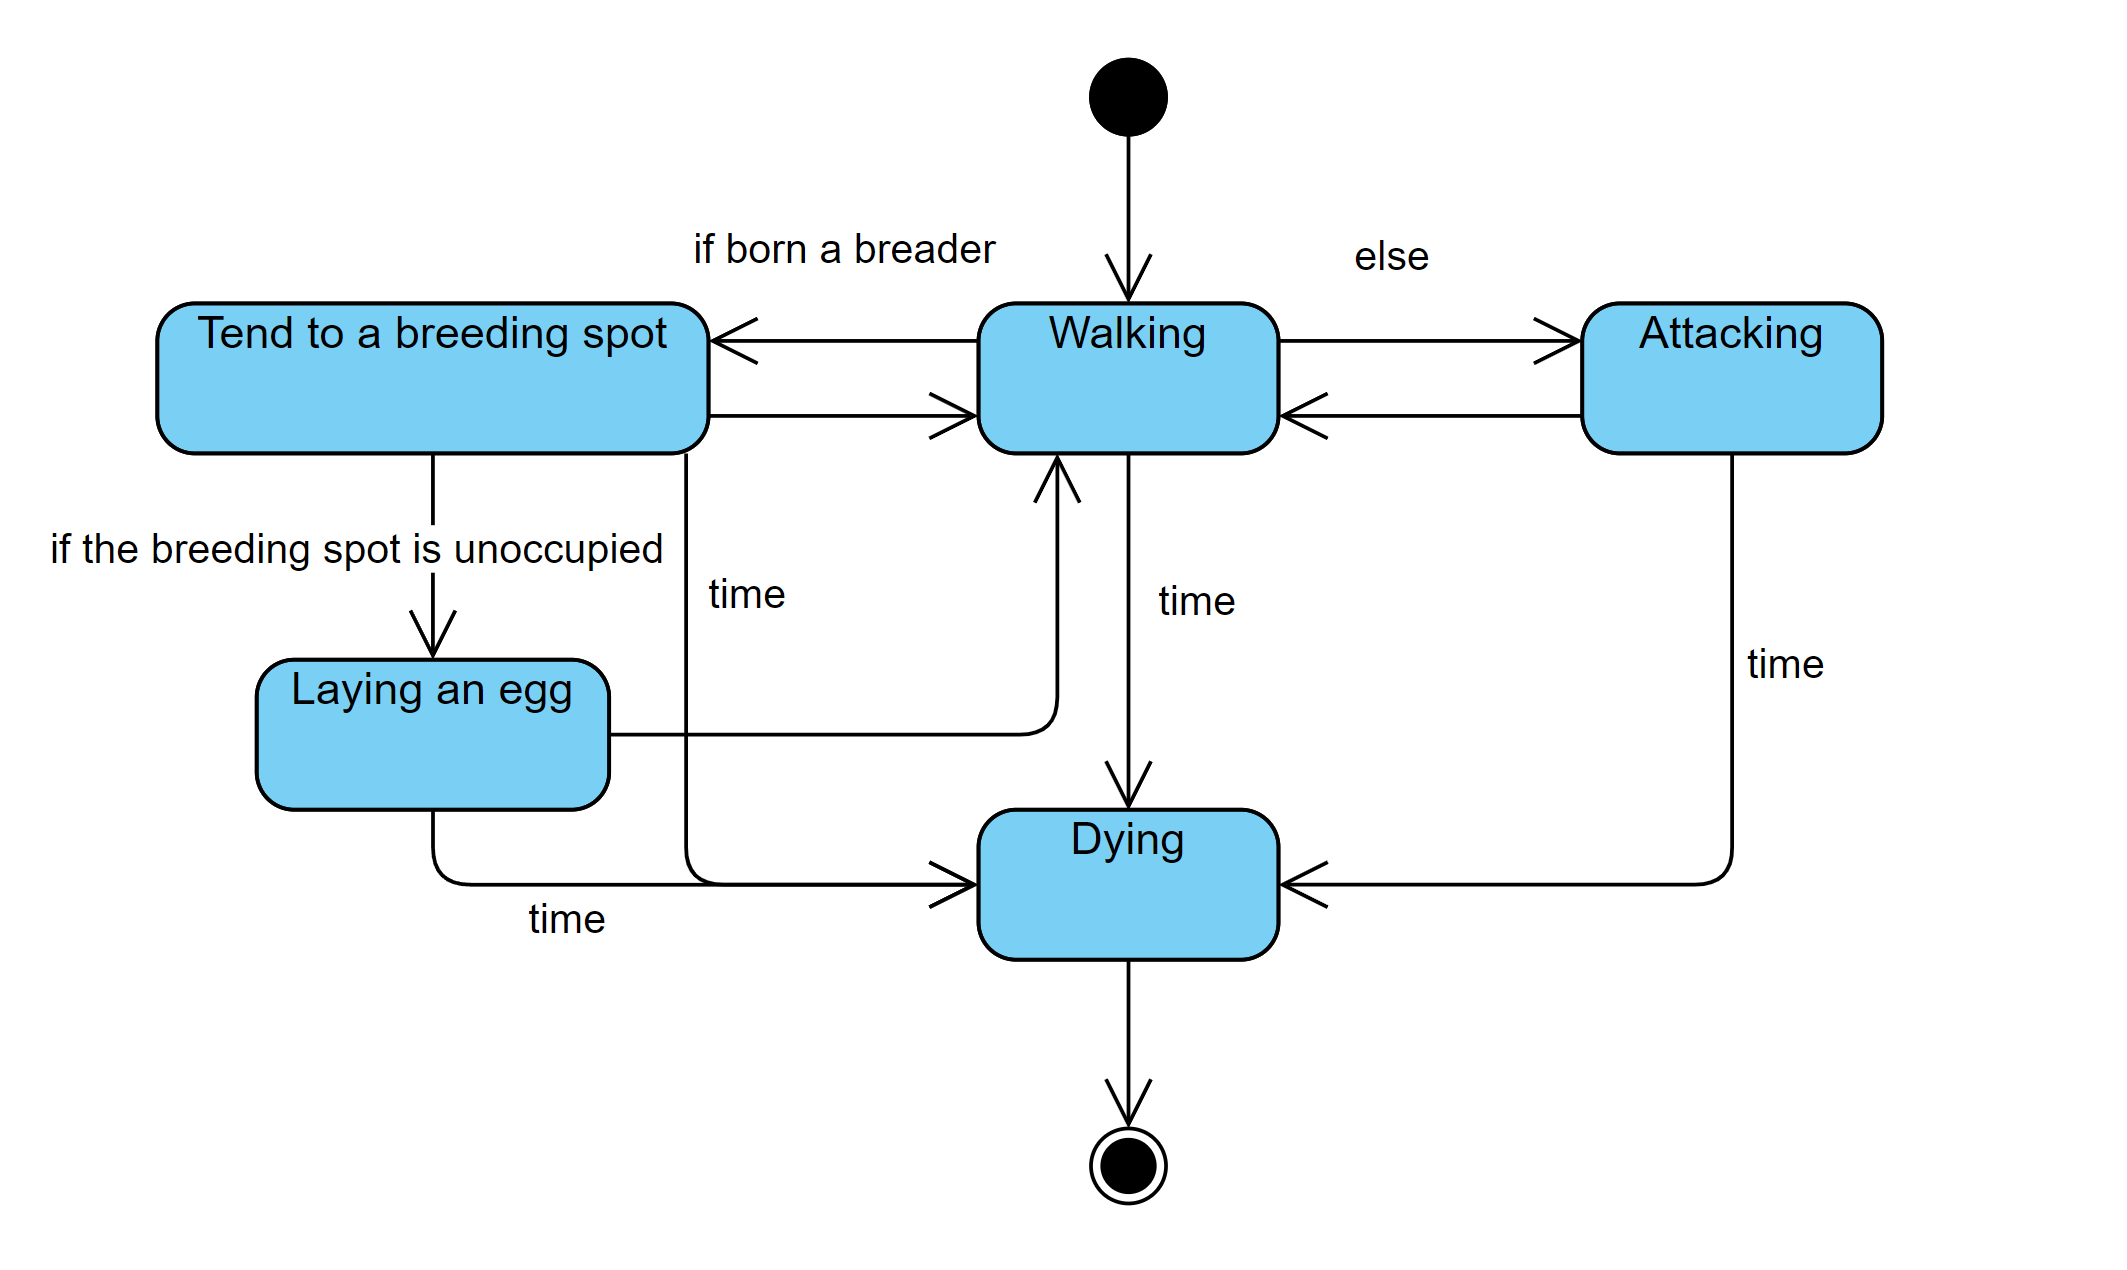 if born a breader
else
Tend to a breeding spot
Walking
Attacking
if the breeding spot is unoccupied
time
time
time
Laying an egg
Dying
time